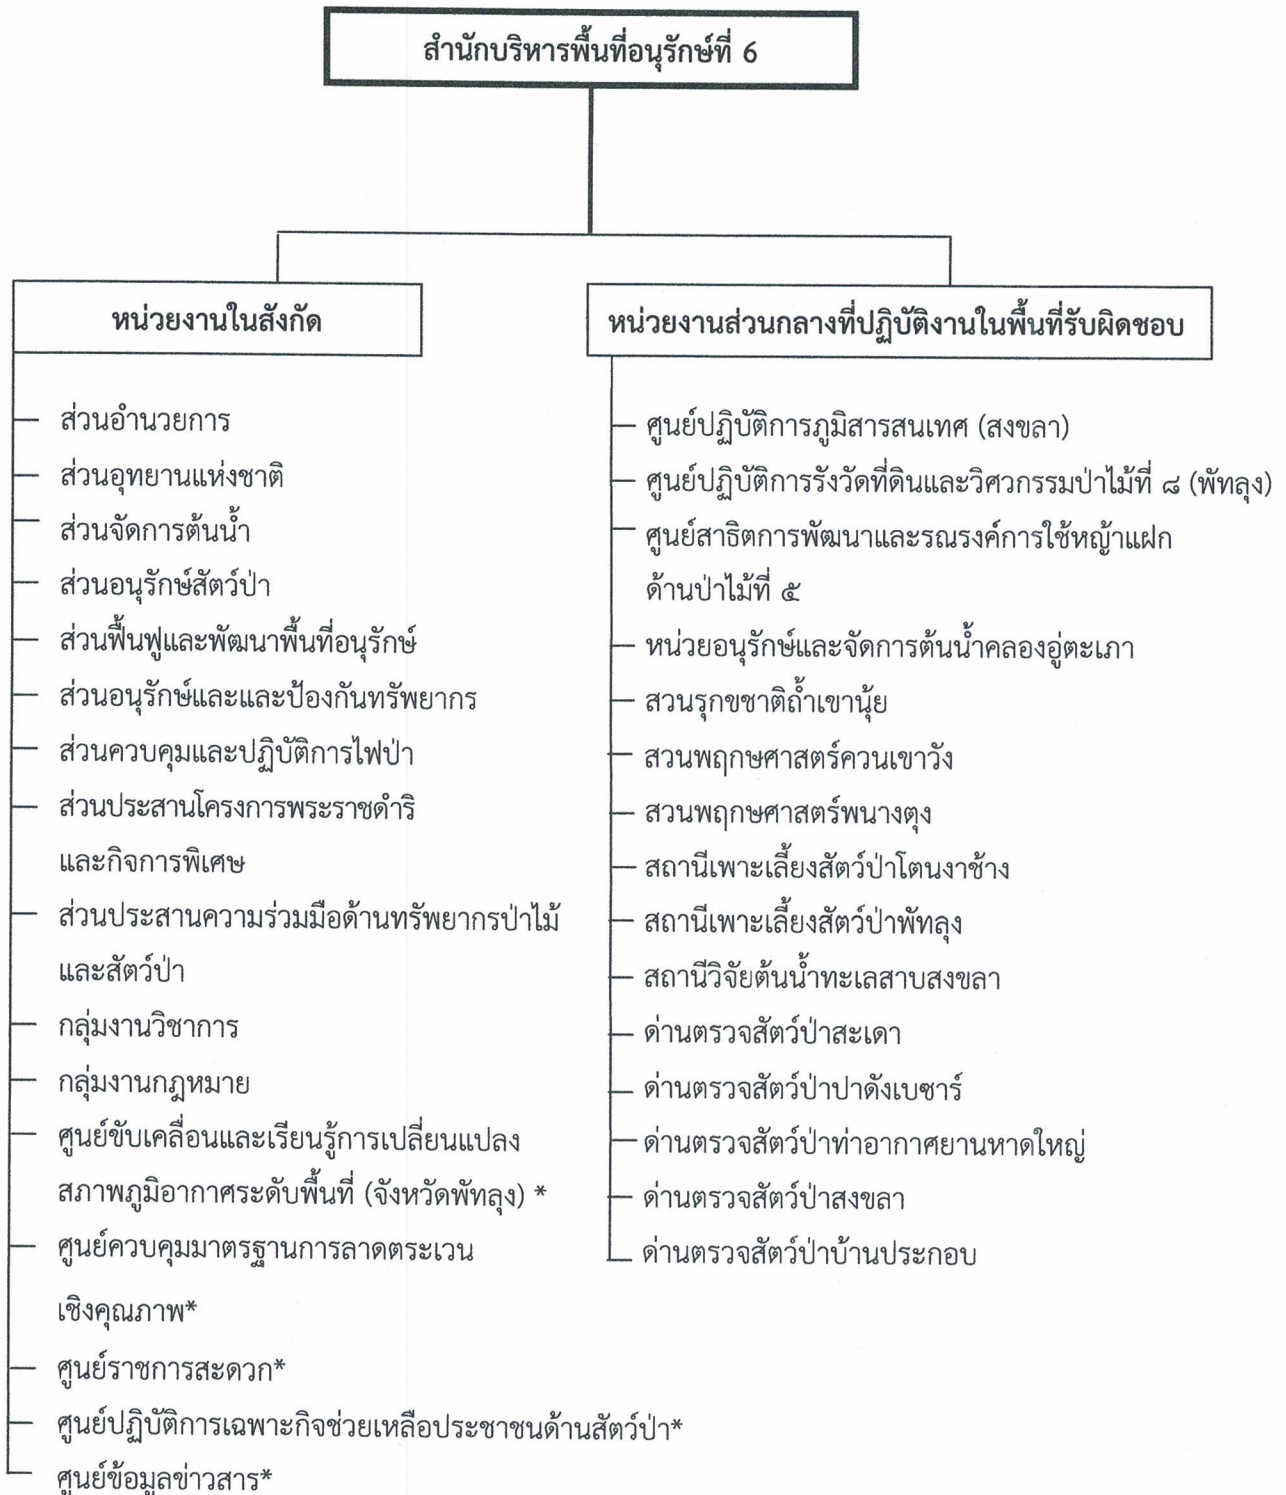 สำนักบริหารพื้นที่อนุรักษ์ที่ 6
หน่วยงานในสังกัด
ส่วนอำนวยการ
ส่วนอุทยานแห่งชาติ
ส่วนจัดการต้นน้ำ
ส่วนอนุรักษ์สัตว์ป่า
ส่วนฟื้นฟูและพัฒนาพื้นที่อนุรักษ์
ส่วนอนุรักษ์และและป้องกันทรัพยากร
ส่วนควบคุมและปฏิบัติการไฟป่า
ส่วนประสานโครงการพระราชดำริ
และกิจการพิเศษ
ส่วนประสานความร่วมมือด้านทรัพยากรป่าไม้
และสัตว์ป่า
กลุ่มงานวิชาการ
กลุ่มงานกฎหมาย
ศูนย์ขับเคลื่อนและเรียนรู้การเปลี่ยนแปลง
สภาพภูมิอากาศระดับพื้นที่ (จังหวัดพัทลุง) *
ศูนย์ควบคุมมาตรฐานการลาดตระเวน
เชิงคุณภาพ*
ศูนย์ราชการสะดวก*
ศูนย์ปฏิบัติการเฉพาะกิจช่วยเหลือประชาชนด้านสัตว์ป่า*
ศูนย์ข้อมูลข่าวสาร*
หน่วยงานส่วนกลางที่ปฏิบัติงานในพื้นที่รับผิดชอบ
ศูนย์ปฏิบัติการภูมิสารสนเทศ (สงขลา)
ศูนย์ปฏิบัติการรังวัดที่ดินและวิศวกรรมป่าไม้ที่ ๘ (พัทลุง)
ศูนย์สาธิตการพัฒนาและรณรงค์การใช้หญ้าแฝก
ด้านป่าไม้ที่ ๕
หน่วยอนุรักษ์และจัดการต้นน้ำคลองอู่ตะเภา
สวนรุกขชาติถ้ำเขานุ้ย
สวนพฤกษศาสตร์ควนเขาวัง
สวนพฤกษศาสตร์พนางตุง
สถานีเพาะเลี้ยงสัตว์ป่าโตนงาช้าง
สถานีเพาะเลี้ยงสัตว์ป่าพัทลุง
สถานีวิจัยต้นน้ำทะเลสาบสงขลา
ด่านตรวจสัตว์ป่าสะเดา
ด่านตรวจสัตว์ป่าปาดังเบซาร์
ด่านตรวจสัตว์ป่าท่าอากาศยานหาดใหญ่
ด่านตรวจสัตว์ป่าสงขลา
ด่านตรวจสัตว์ป่าบ้านประกอบ